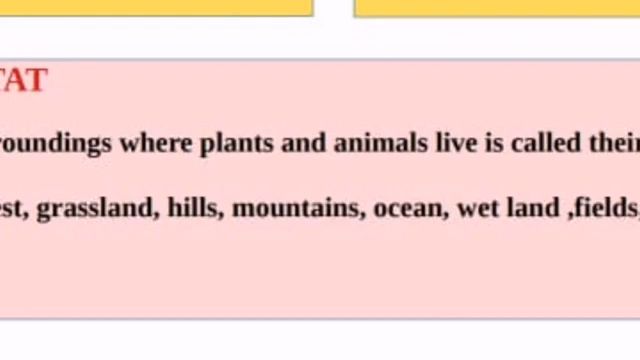 TAT
roundings where plants and animals live is called their
est, grassland, hills, mountains, ocean, wet land ,fields,